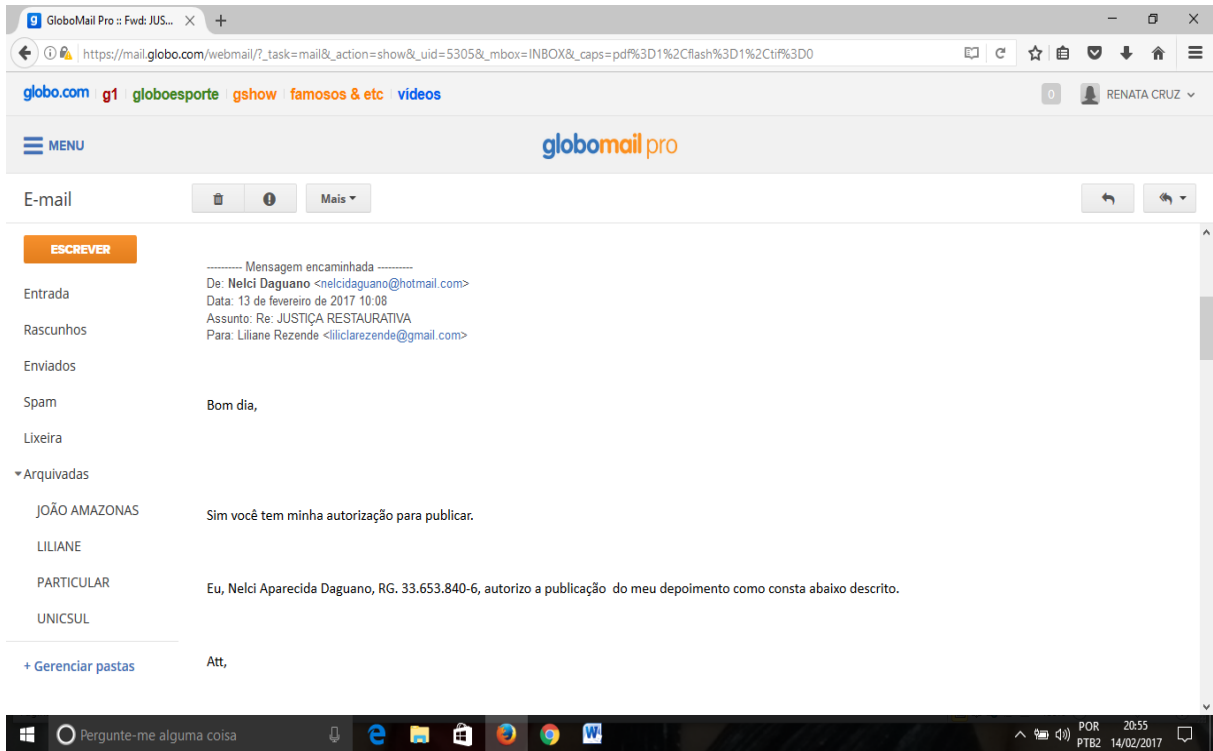 GloboMail Pro :: Fwd: JUS...
https://mail.globo.com/webmail/?_task=mail&_action=show&_uid=5305&_mbox=INBOX&_caps=pdf%3D1%2Cflash%3D1%2Ctif%3D0
globo.com g1 globoesporte gshow famosos & etc vídeos
0 RENATA CRUZ
MENU
globomail pro
E-mail
Mais
ESCREVER
Entrada
Rascunhos
Enviados
Spam
Lixeira
Arquivadas
JOÃO AMAZONAS
LILIANE
PARTICULAR
UNICSUL
+ Gerenciar pastas
---------- Mensagem encaminhada ----------
De: Nelci Daguano <nelcidaguano@hotmail.com>
Data: 13 de fevereiro de 2017 10:08
Assunto: Re: JUSTIÇA RESTAURATIVA
Para: Liliane Rezende <liliclarezende@gmail.com>
Bom dia,
Sim você tem minha autorização para publicar.
Eu, Nelci Aparecida Daguano, RG. 33.653.840-6, autorizo a publicação  do meu depoimento como consta abaixo descrito.
Att,
Pergunte-me alguma coisa
POR
PTB2
20:55
14/02/2017